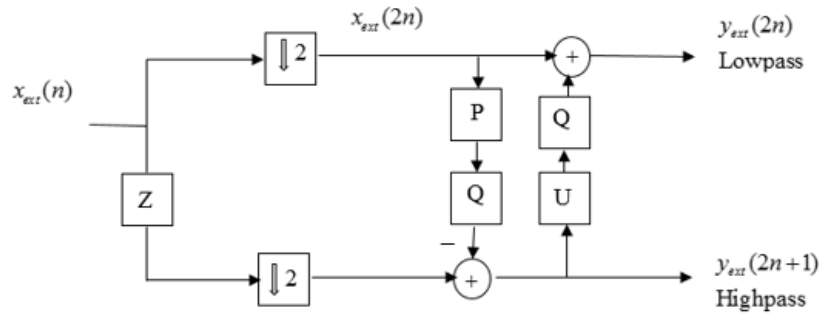 x_ext(2n)
y_ext(2n)
Lowpass
⇓2
+
x_ext(n)
P
Q
Z
Q
U
−
⇓2
+
y_ext(2n+1)
Highpass